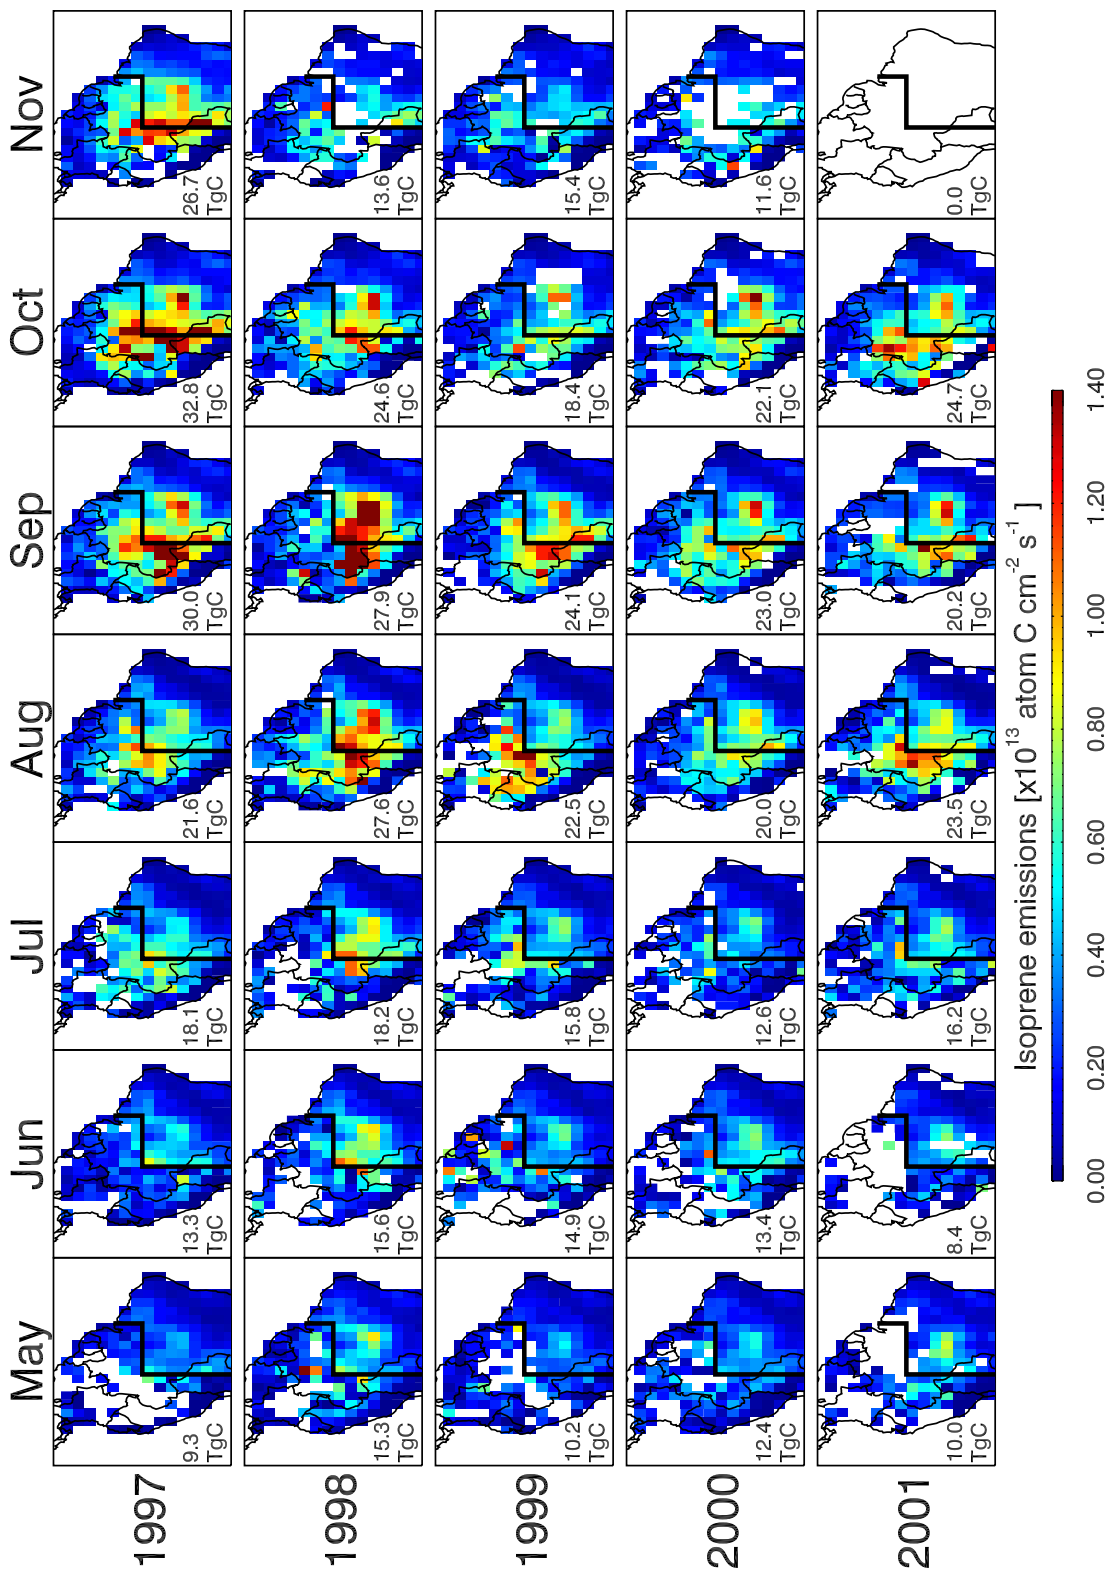 May Jun Jul Aug Sep Oct Nov
1997
9.3
TgC
13.3
TgC
18.1
TgC
21.6
TgC
30.0
TgC
32.8
TgC
26.7
TgC
1998
15.3
TgC
15.6
TgC
18.2
TgC
27.6
TgC
27.9
TgC
24.6
TgC
13.6
TgC
1999
10.2
TgC
14.9
TgC
15.8
TgC
22.5
TgC
24.1
TgC
18.4
TgC
15.4
TgC
2000
12.4
TgC
13.4
TgC
12.6
TgC
20.0
TgC
23.0
TgC
22.1
TgC
11.6
TgC
2001
10.0
TgC
8.4
TgC
16.2
TgC
23.5
TgC
20.2
TgC
24.7
TgC
0.0
TgC
Isoprene emissions [x10¹³ atom C cm⁻² s⁻¹ ]
0.00 0.20 0.40 0.60 0.80 1.00 1.20 1.40